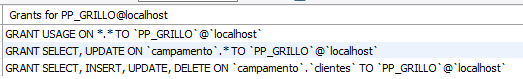 Grants for PP_GRILLO@localhost
GRANT USAGE ON *.* TO `PP_GRILLO`@`localhost`
GRANT SELECT, UPDATE ON `campamento`.* TO `PP_GRILLO`@`localhost`
GRANT SELECT, INSERT, UPDATE, DELETE ON `campamento`.`clientes` TO `PP_GRILLO`@`localhost`